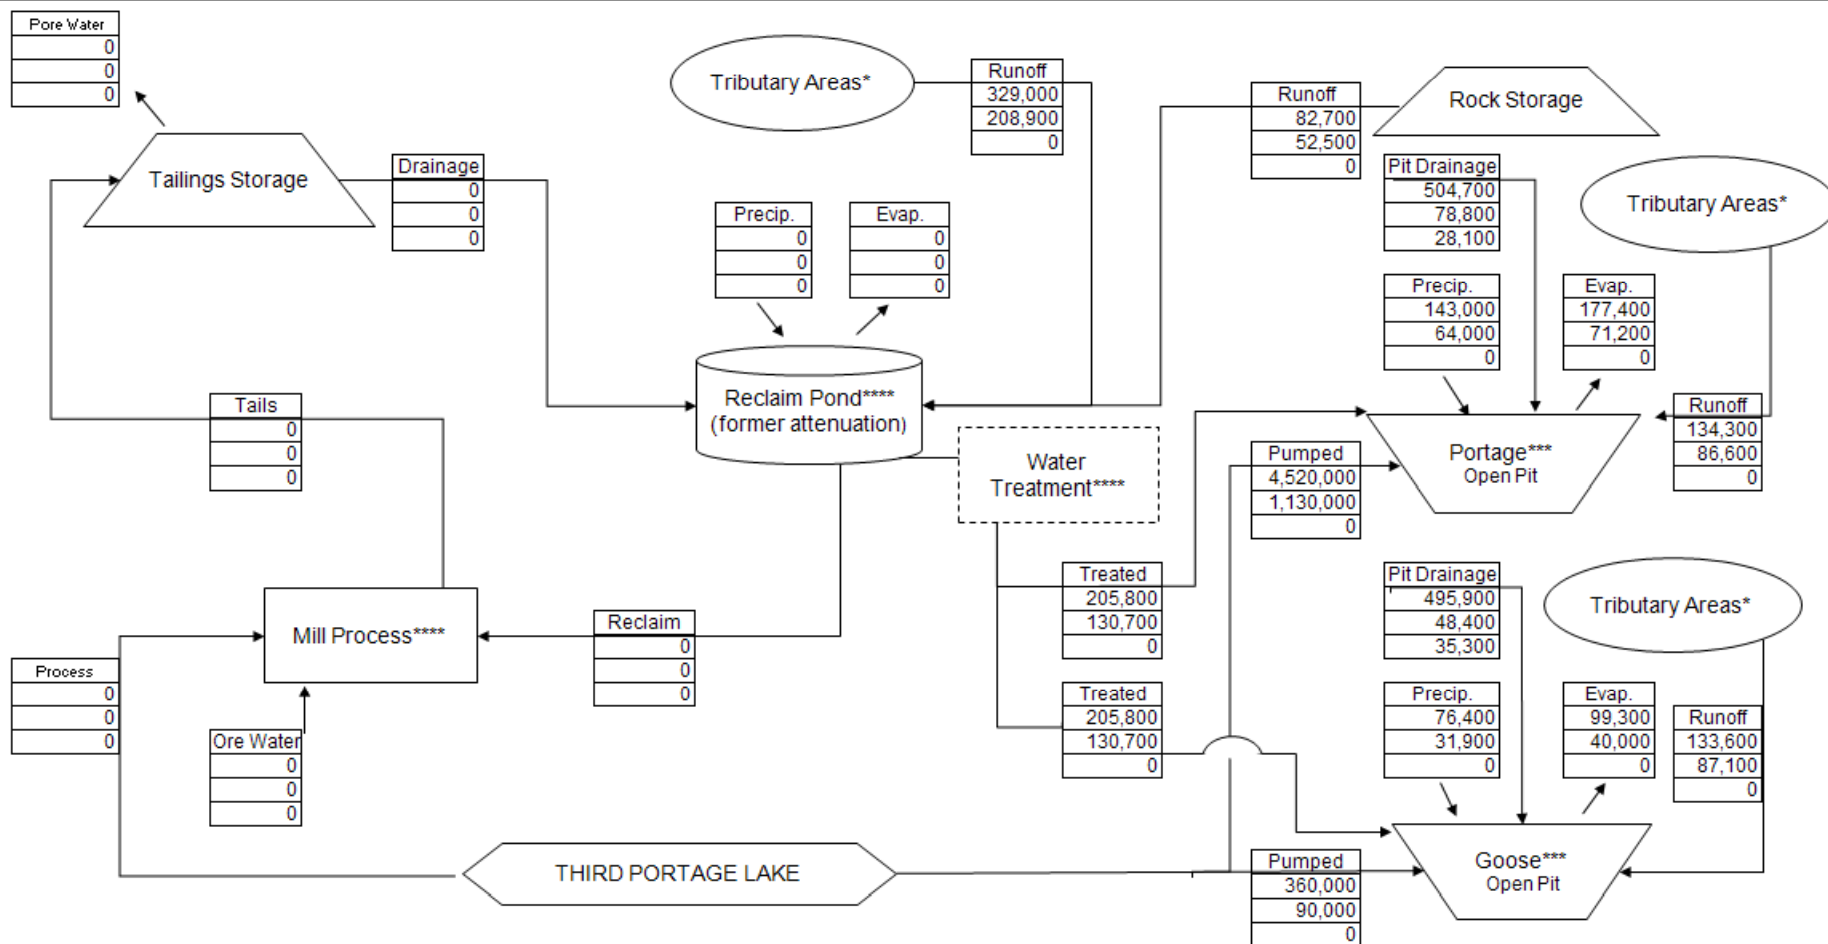 Pore Water
0
0
0
Tributary Areas*
Runoff
329,000
208,900
0
Runoff
82,700
52,500
0
Rock Storage
Tailings Storage
Drainage
0
0
0
Pit Drainage
504,700
78,800
28,100
Tributary Areas*
Precip.
0
0
0
Evap.
0
0
0
Precip.
143,000
64,000
0
Evap.
177,400
71,200
0
Reclaim Pond****
(former attenuation)
Tails
0
0
0
Runoff
134,300
86,600
0
Portage***
Open Pit
Water
Treatment****
Pumped
4,520,000
1,130,000
0
Treated
205,800
130,700
0
Pit Drainage
495,900
48,400
35,300
Tributary Areas*
Mill Process****
Reclaim
0
0
0
Process
0
0
0
Ore Water
0
0
0
Treated
205,800
130,700
0
Precip.
76,400
31,900
0
Evap.
99,300
40,000
0
Runoff
133,600
87,100
0
THIRD PORTAGE LAKE
Pumped
360,000
90,000
0
Goose***
Open Pit